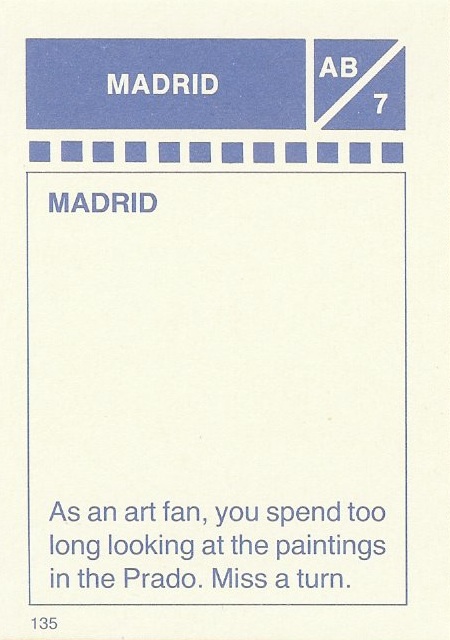 MADRID
AB
7
MADRID
As an art fan, you spend too
long looking at the paintings
in the Prado. Miss a turn.
135